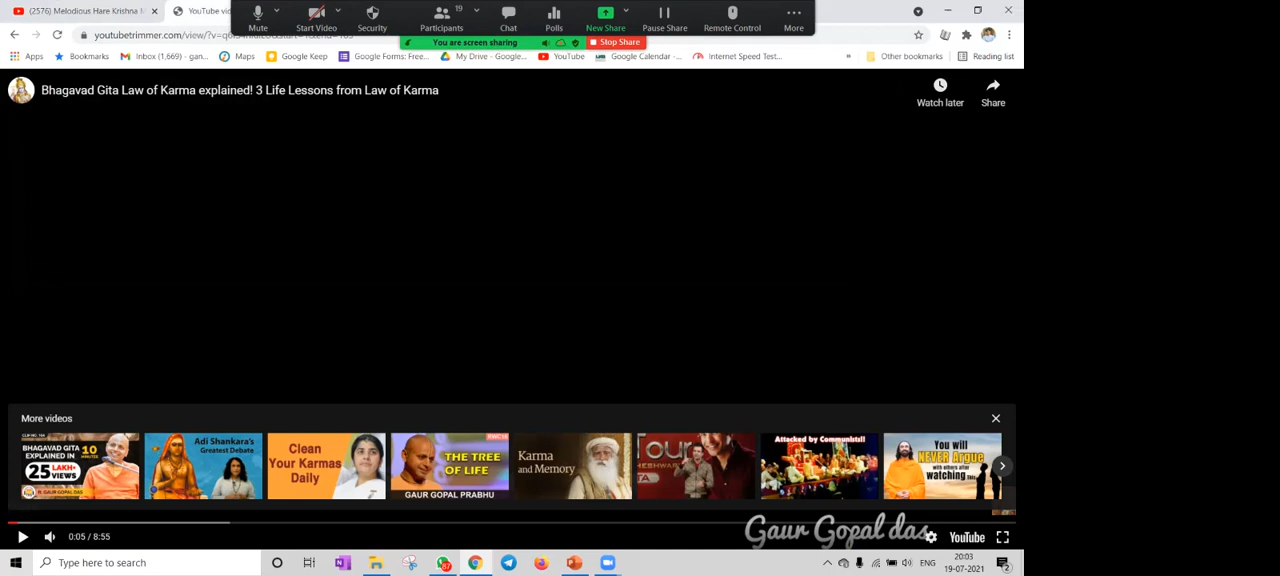 (2576) Melodious Hare Krishna M
YouTube vid
Mute
Start Video
Security
Participants
19
Chat
Polls
New Share
Pause Share
Remote Control
More
You are screen sharing
Stop Share
youtubetrimmer.com/view/?v=
Apps
Bookmarks
Inbox (1,669) - gan...
Maps
Google Keep
Google Forms: Free...
My Drive - Google...
YouTube
Google Calendar -...
Internet Speed Test...
»
Other bookmarks
Reading list
Bhagavad Gita Law of Karma explained! 3 Life Lessons from Law of Karma
Watch later
Share
More videos
BHAGAVAD GITA
EXPLAINED IN
10
MINUTES
25 LAKH+
VIEWS
GAUR GOPAL DAS
Adi Shankara's
Greatest Debate
Clean
Your Karmas
Daily
THE TREE
OF LIFE
GAUR GOPAL PRABHU
Karma
and Memory
Attacked by Communists!!
You will
NEVER Argue
with others after
watching
0:05 / 8:55
Gaur Gopal das
YouTube
Type here to search
ENG
20:03
19-07-2021
2